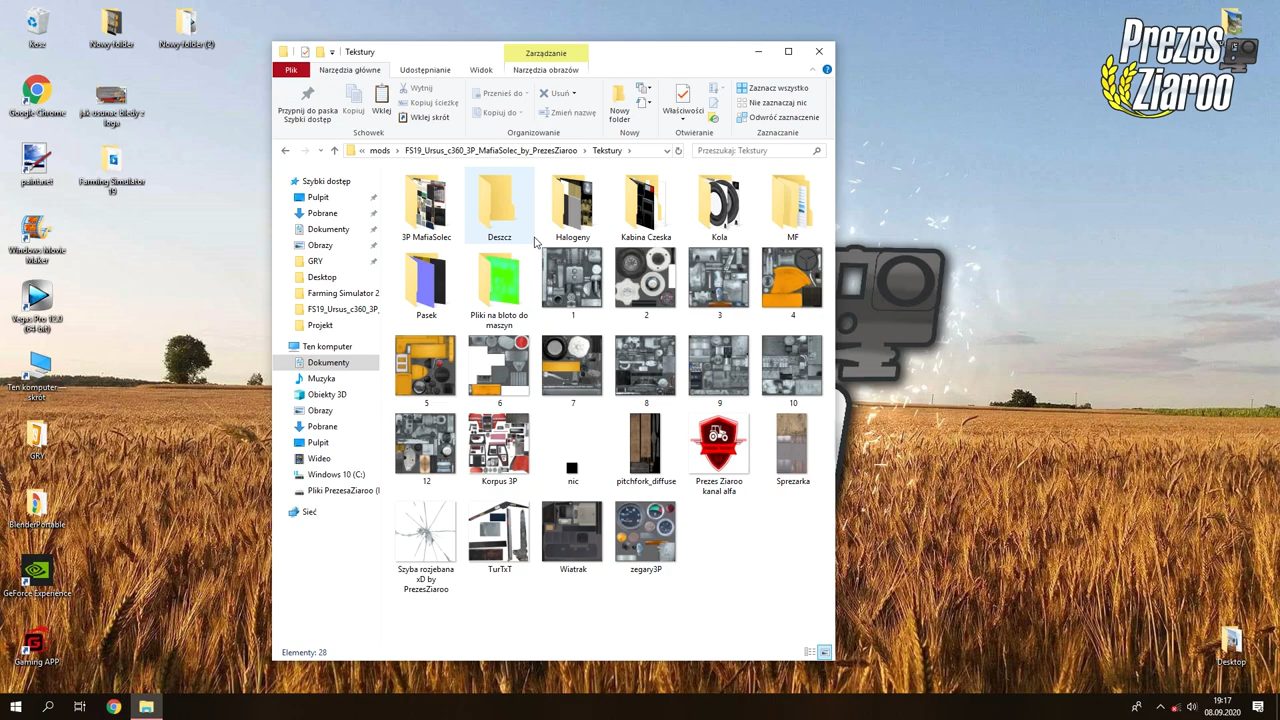 Kosz
Nowy folder
Nowy folder (2)
Google Chrome
jak usunac bledy z
loga
paint.net
Farming Simulator
19
Windows Movie
Maker
Vegas Pro 12.0
(64-bit)
Ten komputer —
skrót
GRY
BlenderPortable
GeForce Experience
Gaming APP
Prezes
Ziaroo
Desktop
Tekstury
Zarządzanie
Plik
Narzędzia główne
Udostępnianie
Widok
Narzędzia obrazów
Przypnij do paska
Szybki dostęp
Kopiuj
Wklej
Wytnij
Kopiuj ścieżkę
Wklej skrót
Schowek
Przenieś do
Kopiuj do
Usuń
Zmień nazwę
Organizowanie
Nowy
folder
Nowy
Właściwości
Otwieranie
Zaznacz wszystko
Nie zaznaczaj nic
Odwróć zaznaczenie
Zaznaczanie
« mods > FS19_Ursus_c360_3P_MafiaSolec_by_PrezesZiaroo > Tekstury >
Przeszukaj: Tekstury
Szybki dostęp
Pulpit
Pobrane
Dokumenty
Obrazy
GRY
Desktop
Farming Simulator 2
FS19_Ursus_c360_3P_
Projekt
Ten komputer
Dokumenty
Muzyka
Obiekty 3D
Obrazy
Pobrane
Pulpit
Wideo
Windows 10 (C:)
Pliki PrezesaZiaroo (
Sieć
3P MafiaSolec
Deszcz
Halogeny
Kabina Czeska
Kola
MF
Pasek
Pliki na bloto do
maszyn
1
2
3
4
5
6
7
8
9
10
12
Korpus 3P
nic
pitchfork_diffuse
Prezes Ziaroo
kanal alfa
Sprezarka
Szyba rozjebana
xD by
PrezesZiaroo
TurTxT
Wiatrak
zegary3P
Elementy: 28
19:17
08.09.2020